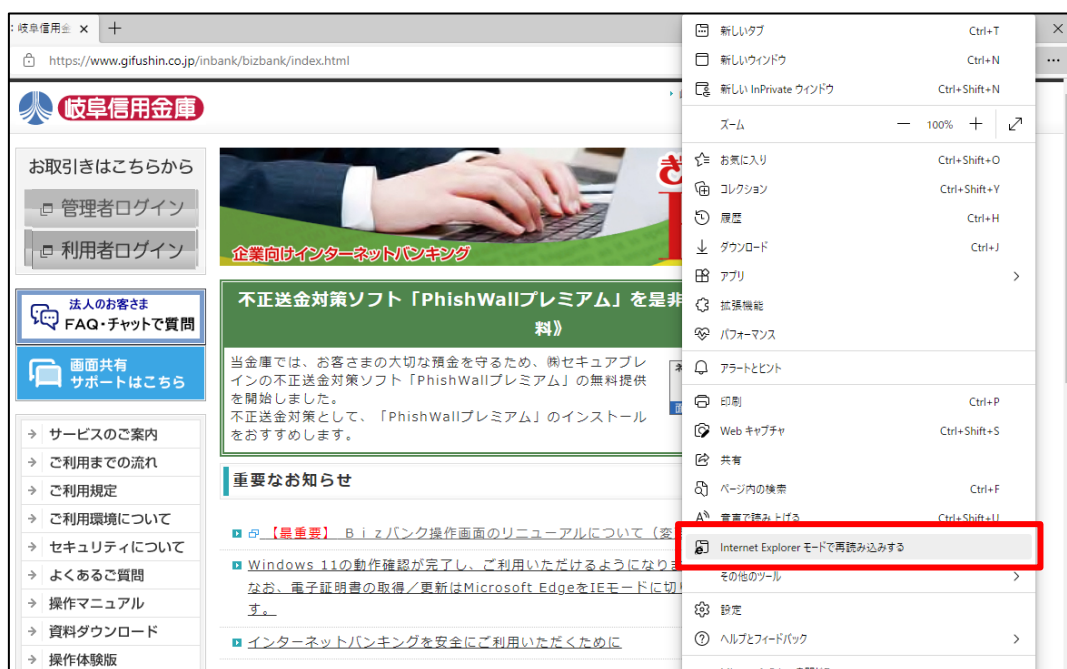 : 岐阜信用金
https://www.gifushin.co.jp/inbank/bizbank/index.html
岐阜信用金庫
お取引きはこちらから
管理者ログイン
利用者ログイン
法人のお客さま
FAQ・チャットで質問
画面共有
サポートはこちら
サービスのご案内
ご利用までの流れ
ご利用規定
ご利用環境について
セキュリティについて
よくあるご質問
操作マニュアル
資料ダウンロード
操作体験版
企業向けインターネットバンキング
不正送金対策ソフト「PhishWallプレミアム」を是非
料》
当金庫では、お客さまの大切な預金を守るため、㈱セキュアブレ
インの不正送金対策ソフト「PhishWallプレミアム」の無料提供
を開始しました。
不正送金対策として、「PhishWallプレミアム」のインストール
をおすすめします。
重要なお知らせ
【最重要】 Ｂｉｚバンク操作画面のリニューアルについて（変
Windows 11の動作確認が完了し、ご利用いただけるようになりま
なお、電子証明書の取得／更新はMicrosoft EdgeをIEモードに切
す。
インターネットバンキングを安全にご利用いただくために
新しいタブ Ctrl+T
新しいウィンドウ Ctrl+N
新しい InPrivate ウィンドウ Ctrl+Shift+N
ズーム — 100% +
お気に入り Ctrl+Shift+O
コレクション Ctrl+Shift+Y
履歴 Ctrl+H
ダウンロード Ctrl+J
アプリ
拡張機能
パフォーマンス
アラートとヒント
印刷 Ctrl+P
Web キャプチャ Ctrl+Shift+S
共有
ページ内の検索 Ctrl+F
音声で読み上げる Ctrl+Shift+U
Internet Explorer モードで再読み込みする
その他のツール
設定
ヘルプとフィードバック